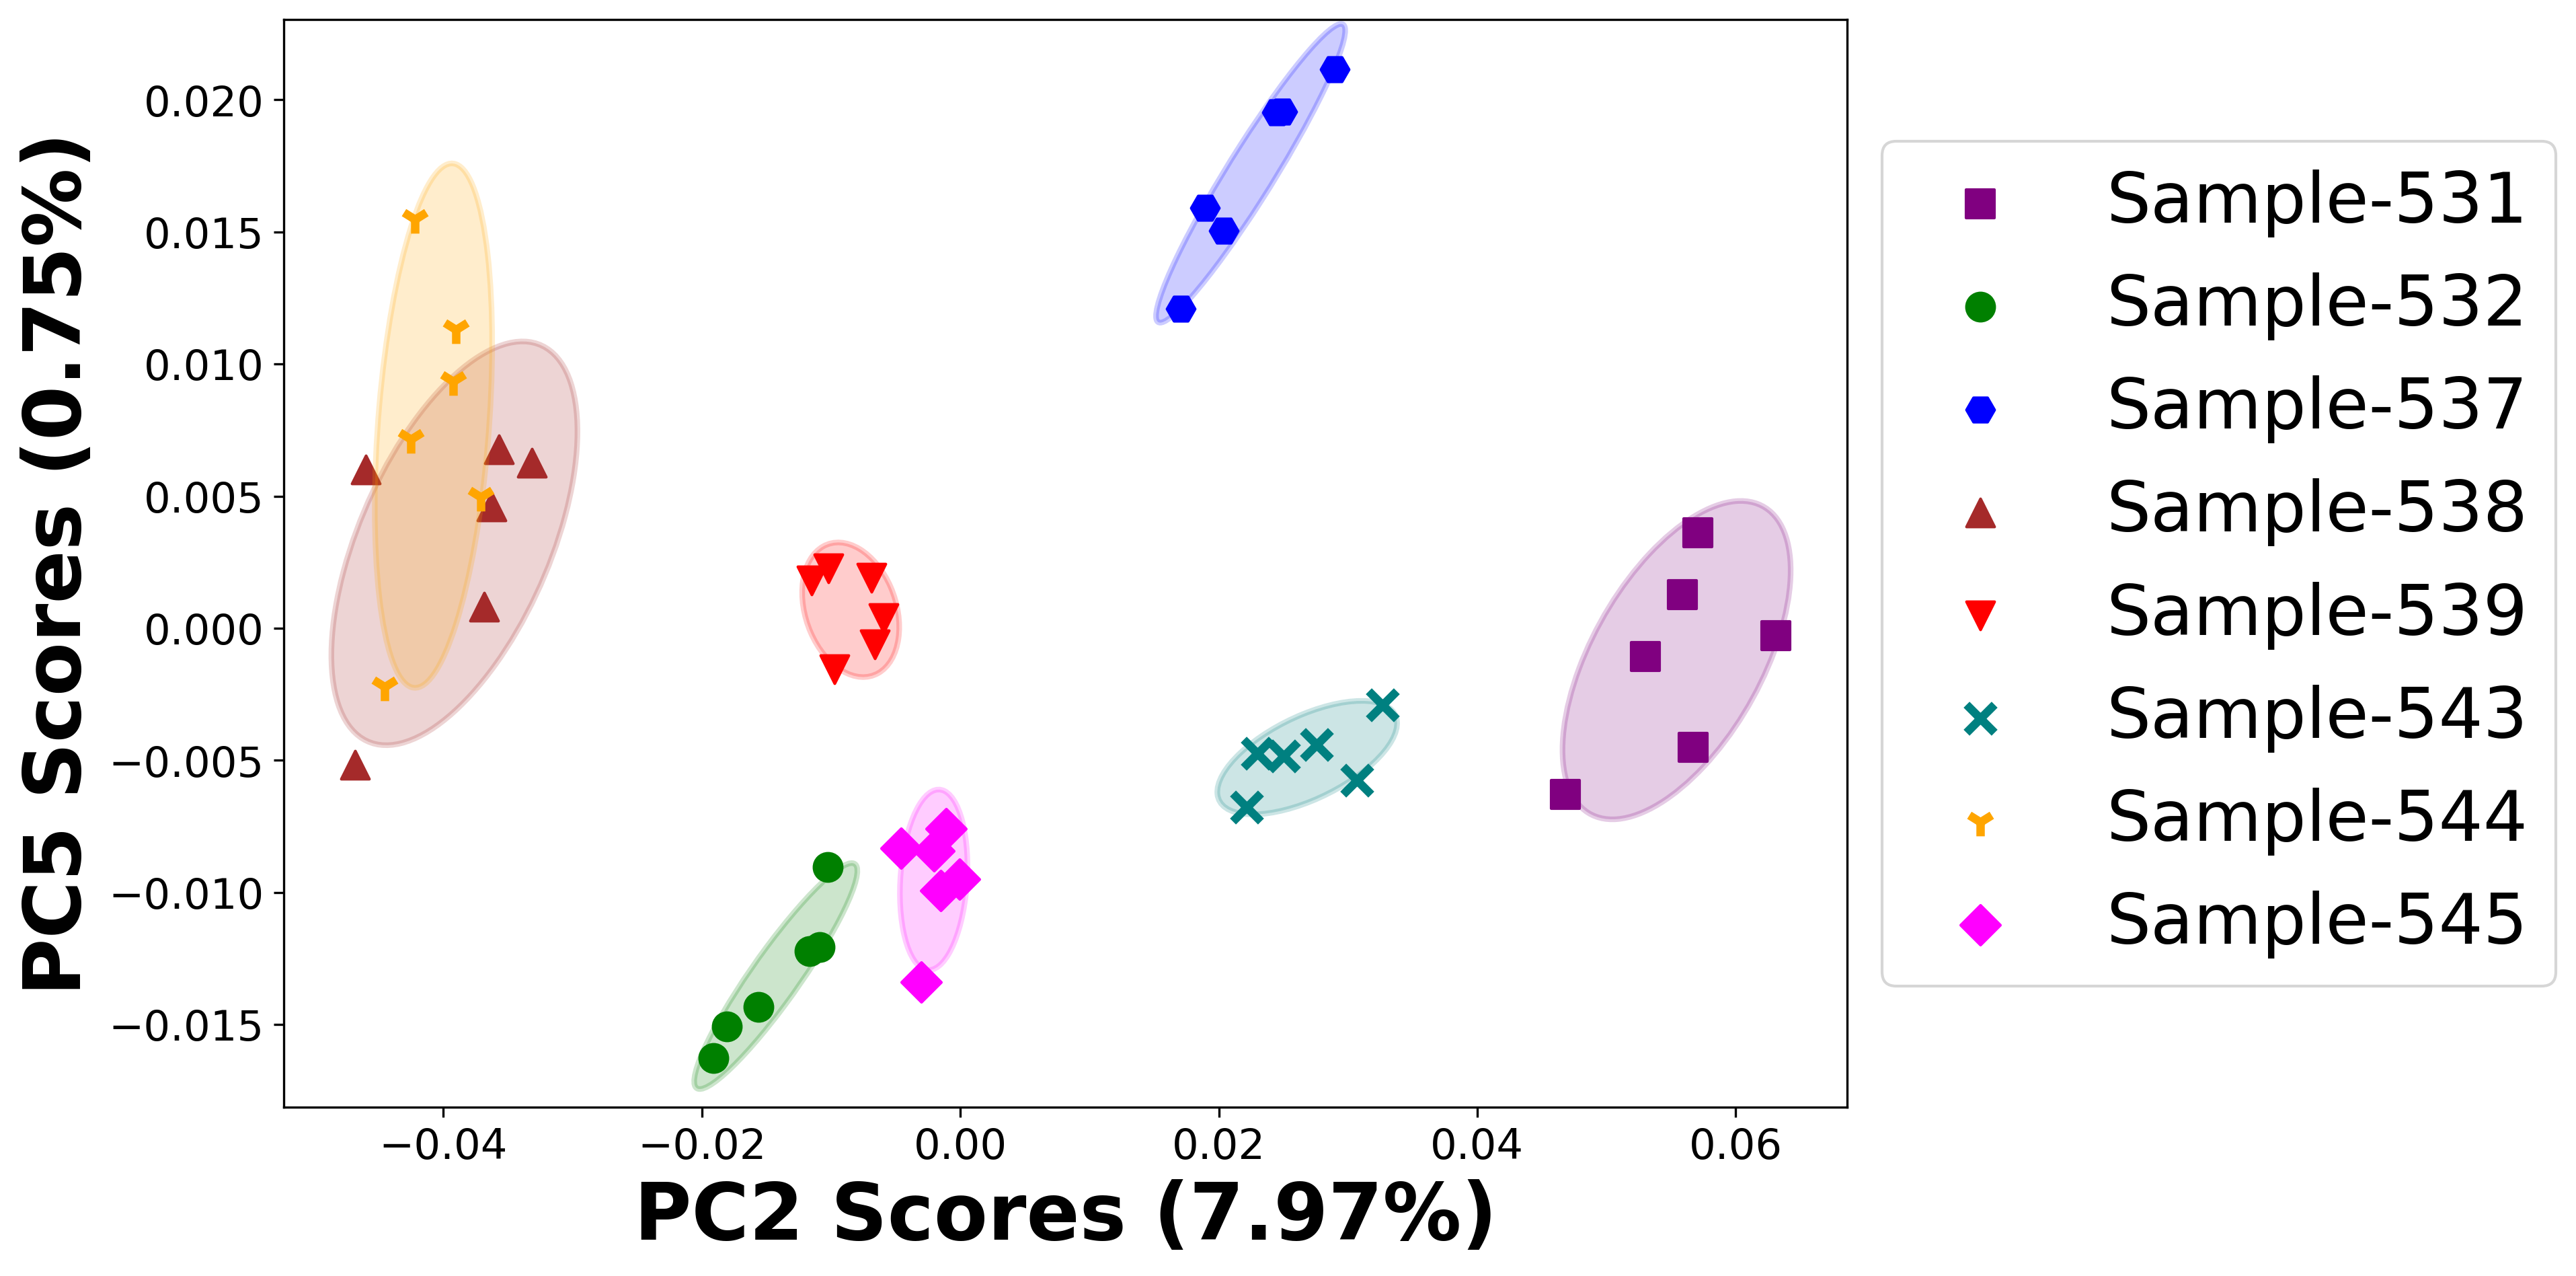 PC5 Scores (0.75%)
0.020
0.015
0.010
0.005
0.000
−0.005
−0.010
−0.015
−0.04
−0.02
0.00
0.02
0.04
0.06
PC2 Scores (7.97%)
Sample-531
Sample-532
Sample-537
Sample-538
Sample-539
Sample-543
Sample-544
Sample-545